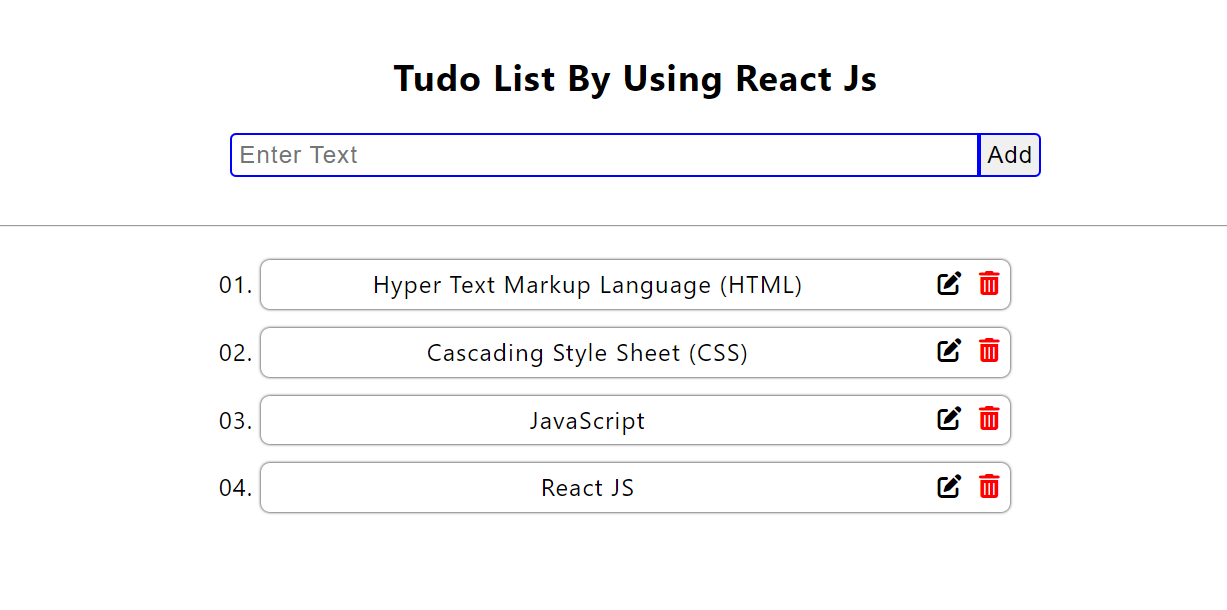 Tudo List By Using React Js
Enter Text Add
01. Hyper Text Markup Language (HTML)
02. Cascading Style Sheet (CSS)
03. JavaScript
04. React JS